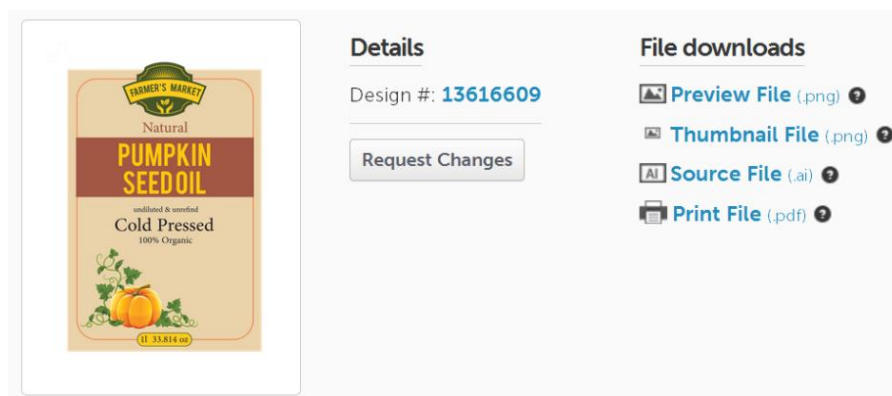 FARMER'S MARKET
Natural
PUMPKIN
SEED OIL
undiluted & unrefind
Cold Pressed
100% Organic
1l 33.814 oz
Details
Design #: 13616609
Request Changes
File downloads
Preview File (.png) ?
Thumbnail File (.png) ?
AI Source File (.ai) ?
Print File (.pdf) ?